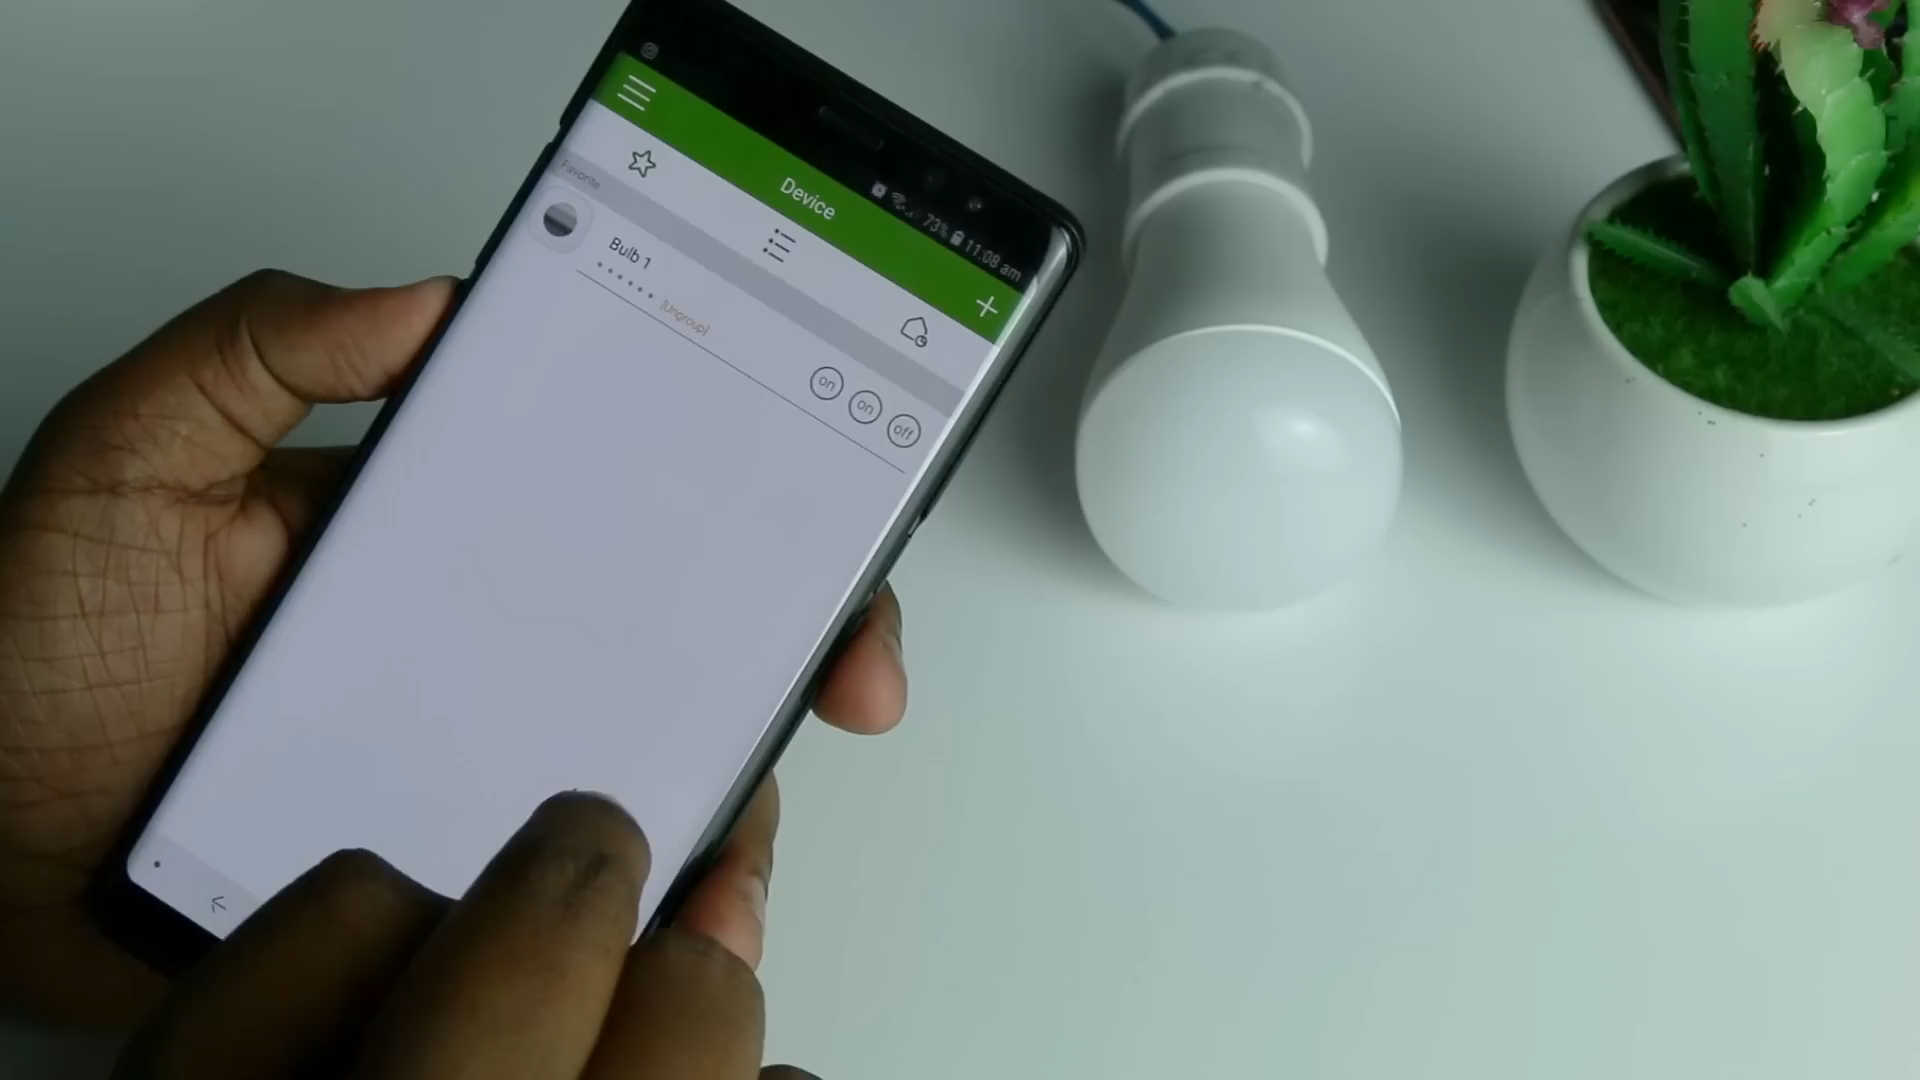 73% 11:08 am
Device
Favorite
Bulb 1
[Ungroup]
on on off